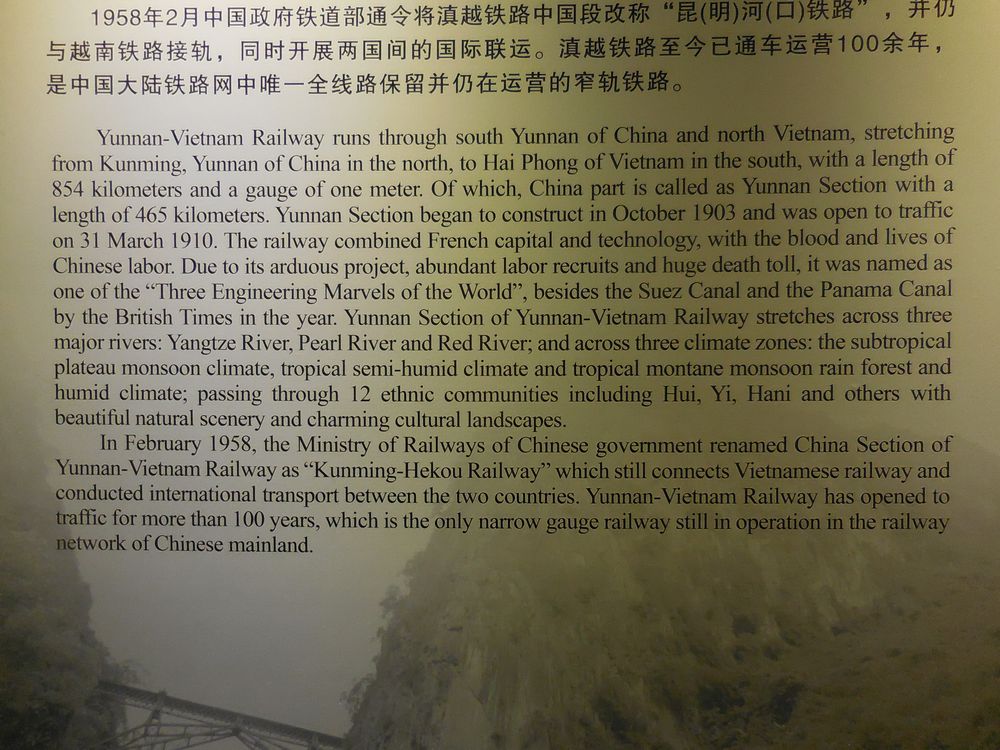 1958年2月中国政府铁道部通令将滇越铁路中国段改称“昆(明)河(口)铁路”，并仍
与越南铁路接轨，同时开展两国间的国际联运。滇越铁路至今已通车运营100余年，
是中国大陆铁路网中唯一全线路保留并仍在运营的窄轨铁路。
Yunnan-Vietnam Railway runs through south Yunnan of China and north Vietnam, stretching
from Kunming, Yunnan of China in the north, to Hai Phong of Vietnam in the south, with a length of
854 kilometers and a gauge of one meter. Of which, China part is called as Yunnan Section with a
length of 465 kilometers. Yunnan Section began to construct in October 1903 and was open to traffic
on 31 March 1910. The railway combined French capital and technology, with the blood and lives of
Chinese labor. Due to its arduous project, abundant labor recruits and huge death toll, it was named as
one of the “Three Engineering Marvels of the World”, besides the Suez Canal and the Panama Canal
by the British Times in the year. Yunnan Section of Yunnan-Vietnam Railway stretches across three
major rivers: Yangtze River, Pearl River and Red River; and across three climate zones: the subtropical
plateau monsoon climate, tropical semi-humid climate and tropical montane monsoon rain forest and
humid climate; passing through 12 ethnic communities including Hui, Yi, Hani and others with
beautiful natural scenery and charming cultural landscapes.
In February 1958, the Ministry of Railways of Chinese government renamed China Section of
Yunnan-Vietnam Railway as “Kunming-Hekou Railway” which still connects Vietnamese railway and
conducted international transport between the two countries. Yunnan-Vietnam Railway has opened to
traffic for more than 100 years, which is the only narrow gauge railway still in operation in the railway
network of Chinese mainland.